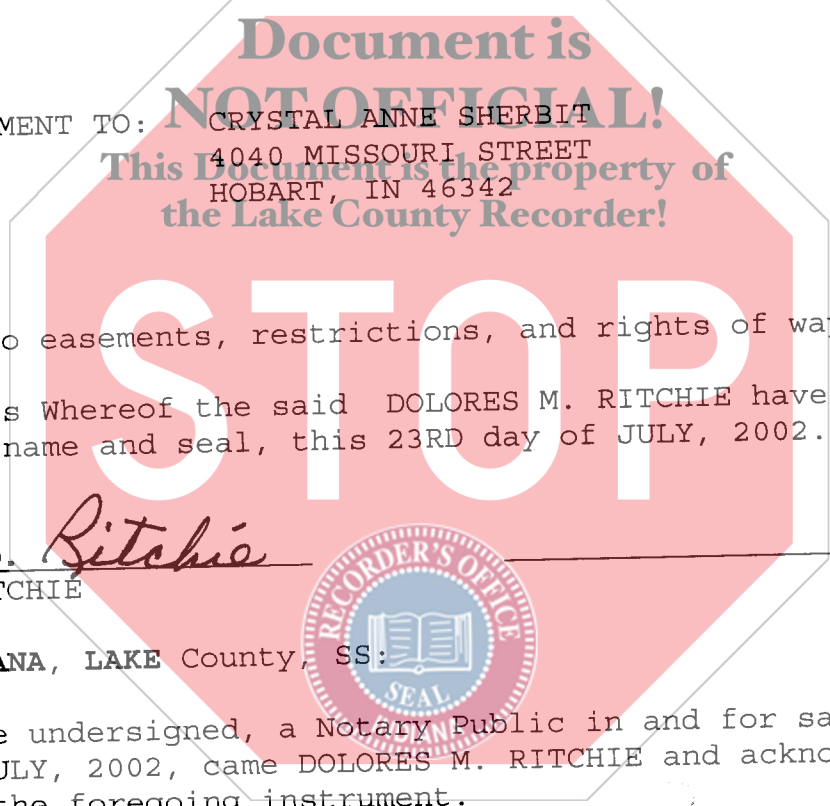 Document is
NOT OFFICIAL!
MENT TO: CRYSTAL ANNE SHERBIT
4040 MISSOURI STREET
This Document is the property of
HOBART, IN 46342
the Lake County Recorder!
STOP
o easements, restrictions, and rights of way
s Whereof the said DOLORES M. RITCHIE have
name and seal, this 23RD day of JULY, 2002.
Ritchie
TCHIE
RECORDER'S OFFICE
SEAL
ANA, LAKE County, SS:
e undersigned, a Notary Public in and for sa
ULY, 2002, came DOLORES M. RITCHIE and ackno
the foregoing instrument.